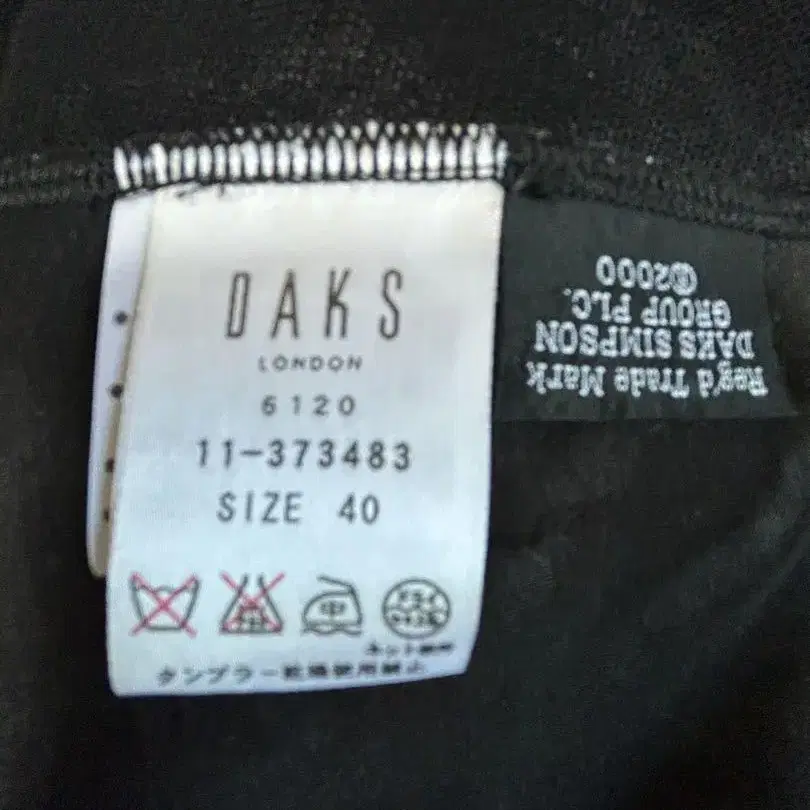 DAKS
LONDON
6120
11-373483
SIZE 40
中
タンブラー乾燥使用禁止
Reg'd Trade Mark
DAKS SIMPSON
GROUP PLC.
©2000